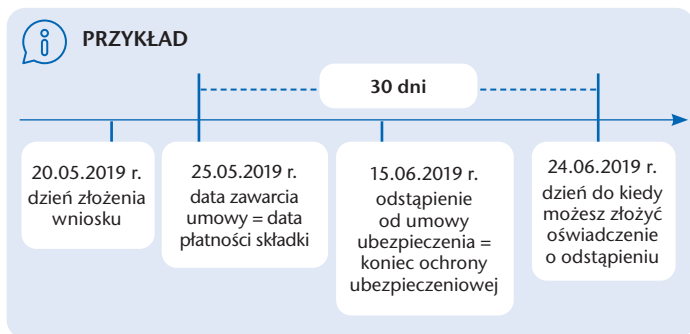 PRZYKŁAD
30 dni
20.05.2019 r.
dzień złożenia
wniosku
25.05.2019 r.
data zawarcia
umowy = data
płatności składki
15.06.2019 r.
odstąpienie
od umowy
ubezpieczenia =
koniec ochrony
ubezpieczeniowej
24.06.2019 r.
dzień do kiedy
możesz złożyć
oświadczenie
o odstąpieniu